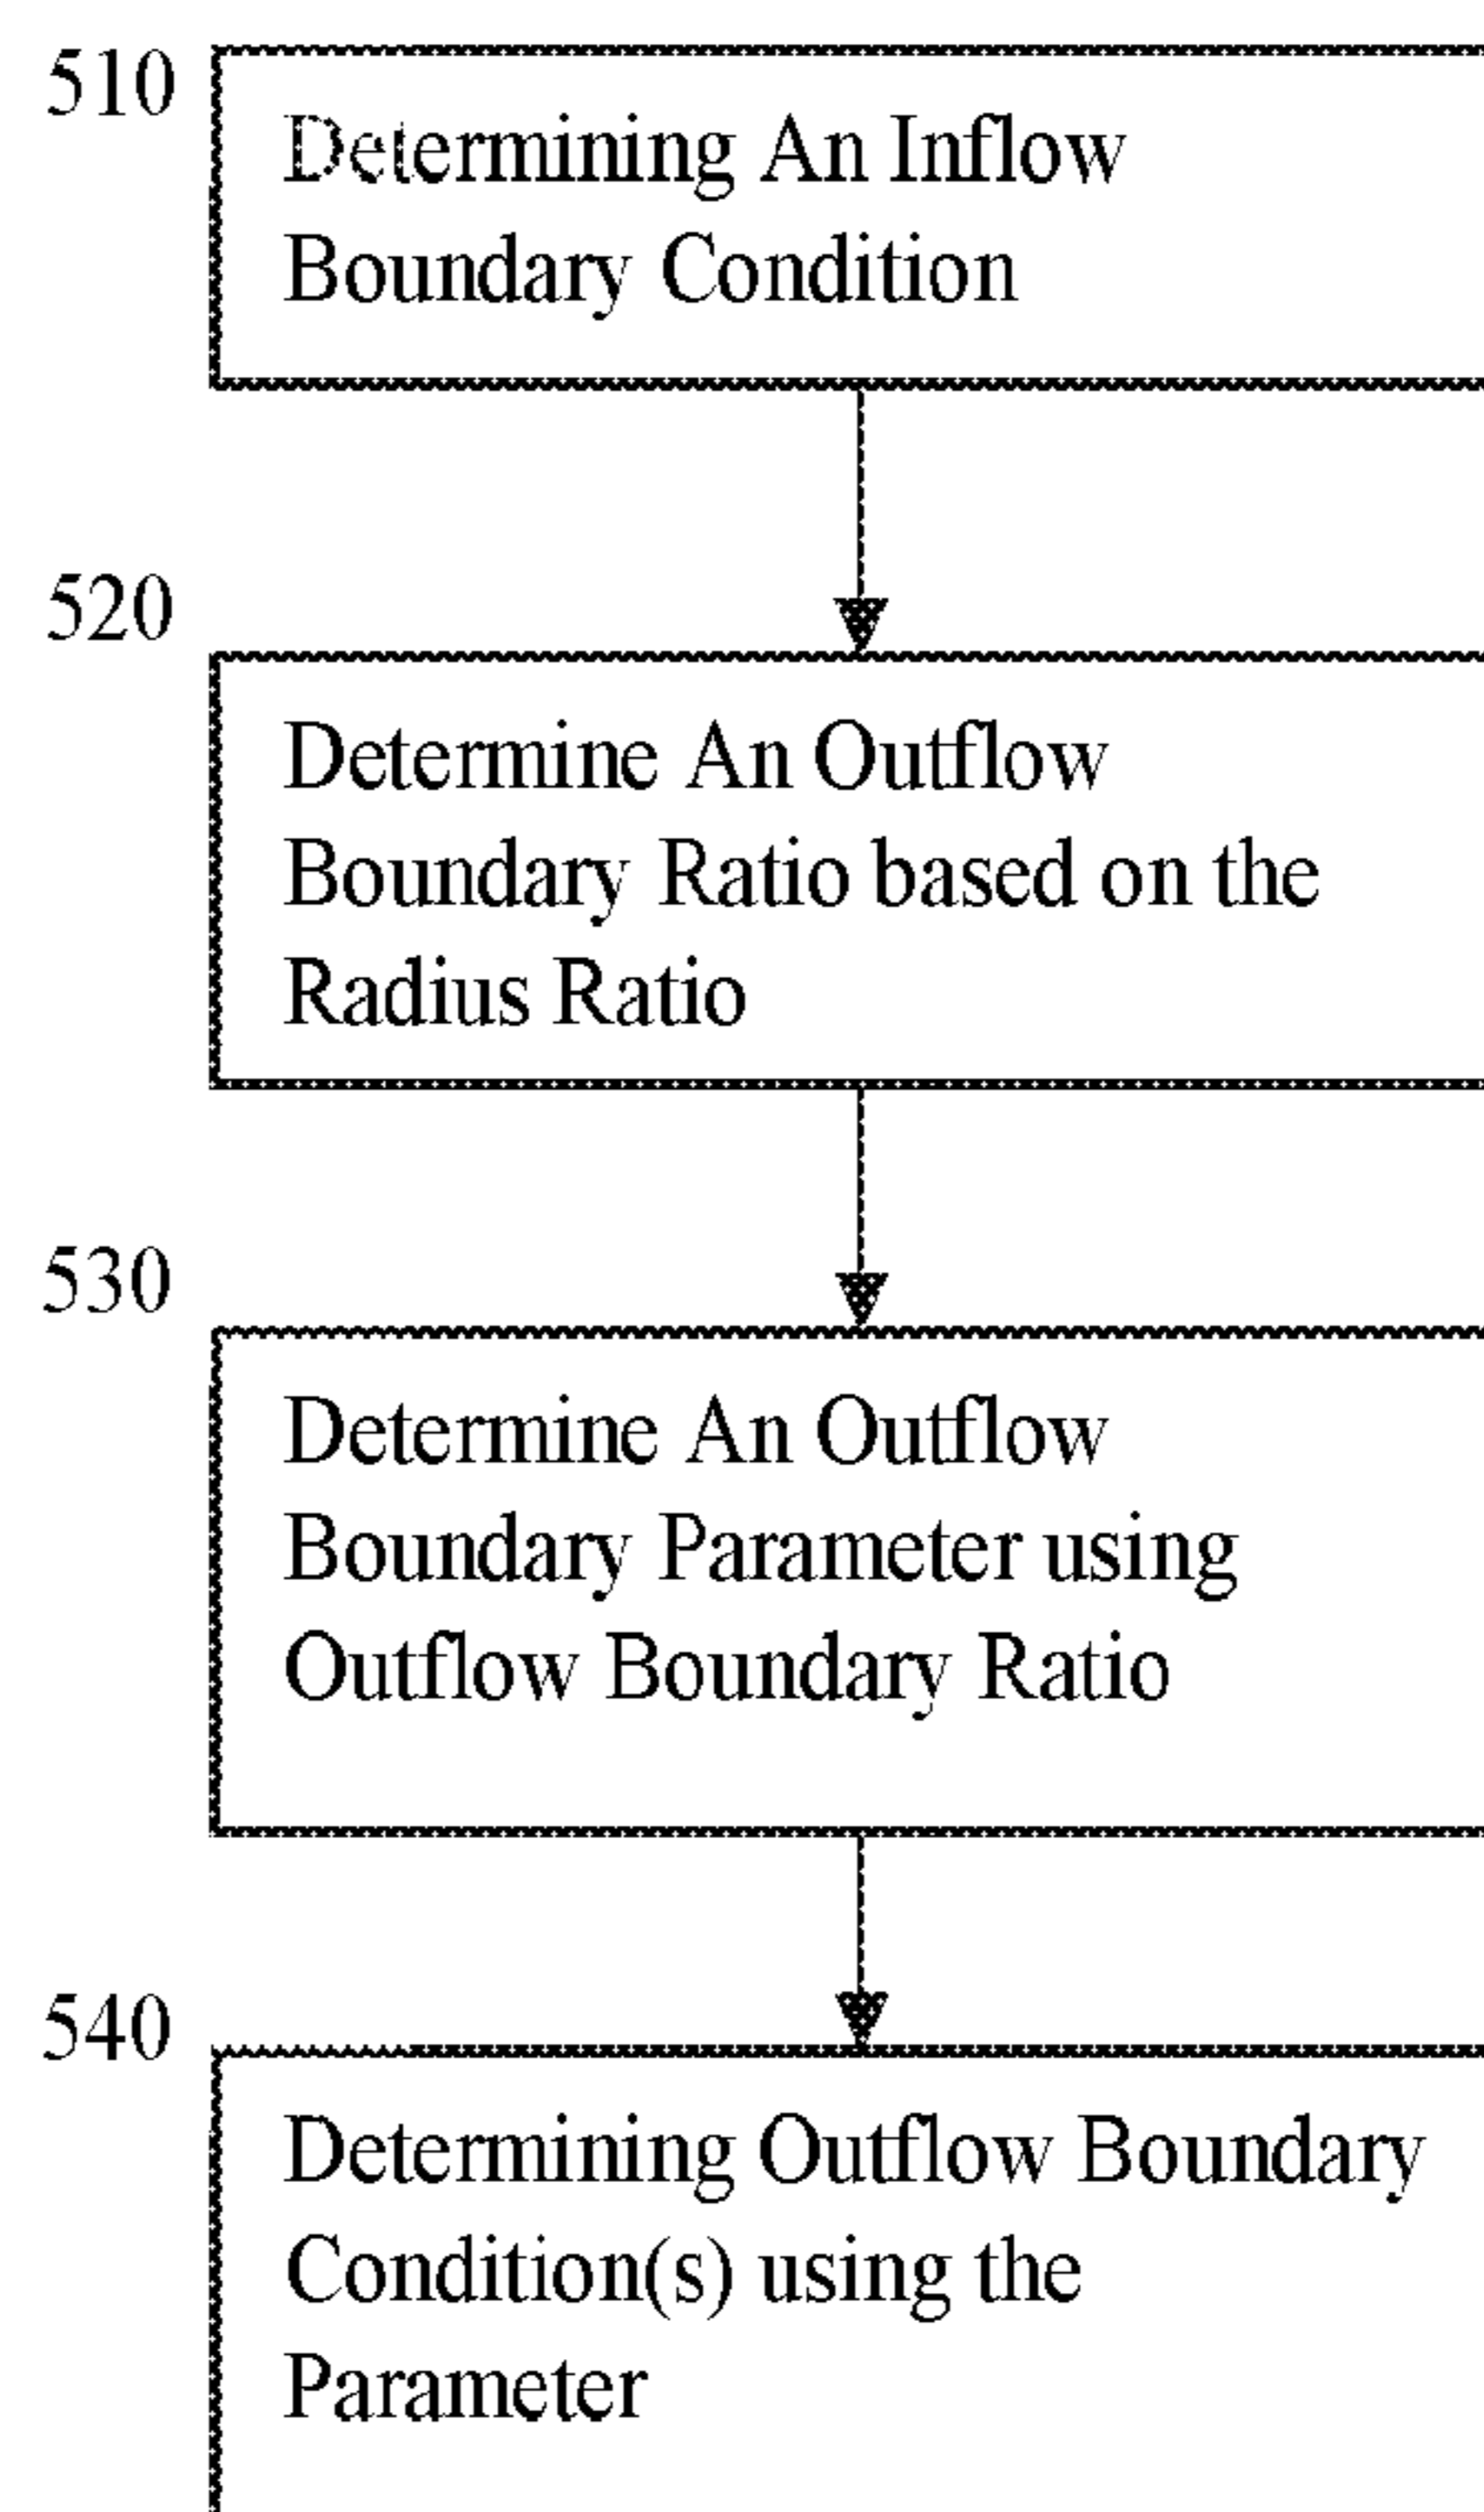 510
Determining An Inflow
Boundary Condition
520
Determine An Outflow
Boundary Ratio based on the
Radius Ratio
530
Determine An Outflow
Boundary Parameter using
Outflow Boundary Ratio
540
Determining Outflow Boundary
Condition(s) using the
Parameter